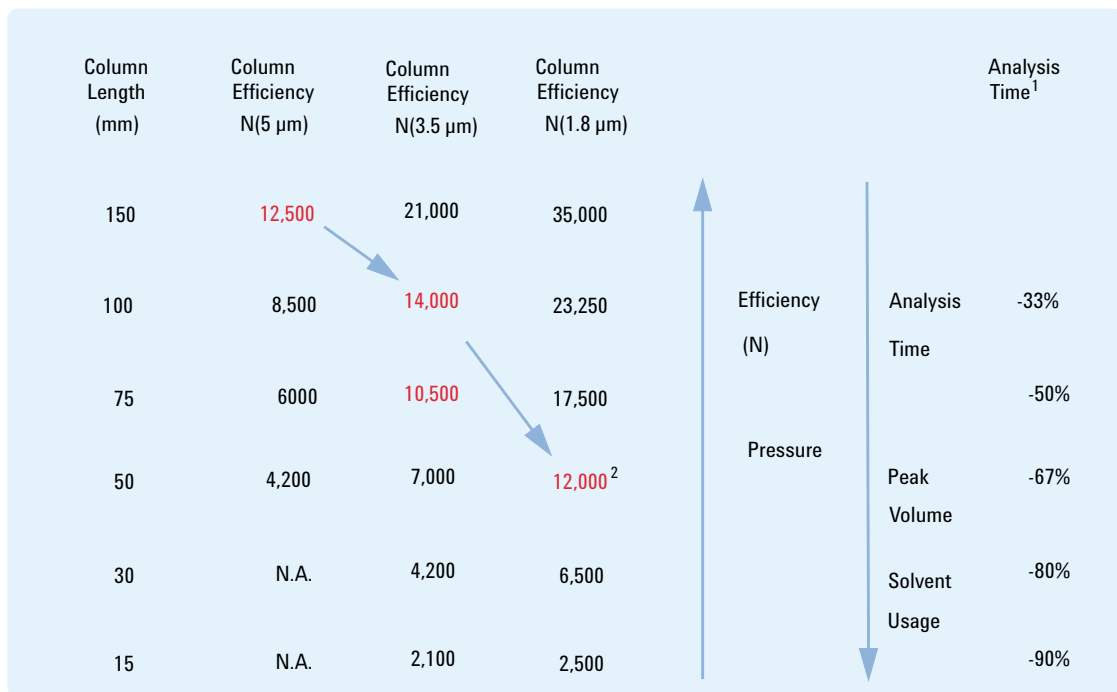 Column Column Column Column Analysis
Length Efficiency Efficiency Efficiency Time1
(mm) N(5 µm) N(3.5 µm) N(1.8 µm)
150 12,500 21,000 35,000
100 8,500 14,000 23,250 Efficiency Analysis -33%
(N) Time
75 6000 10,500 17,500 -50%
Pressure
50 4,200 7,000 12,000 2 Peak -67%
Volume
30 N.A. 4,200 6,500 Solvent -80%
Usage
15 N.A. 2,100 2,500 -90%